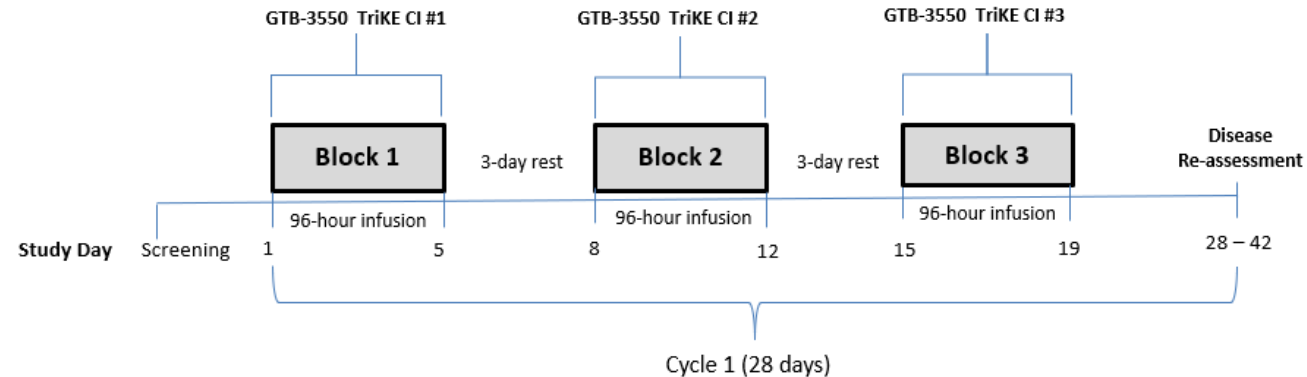 GTB-3550 TriKE CI #1
GTB-3550 TriKE CI #2
GTB-3550 TriKE CI #3
Block 1
3-day rest
Block 2
3-day rest
Block 3
Disease
Re-assessment
96-hour infusion
96-hour infusion
96-hour infusion
Study Day
Screening
1
5
8
12
15
19
28 – 42
Cycle 1 (28 days)